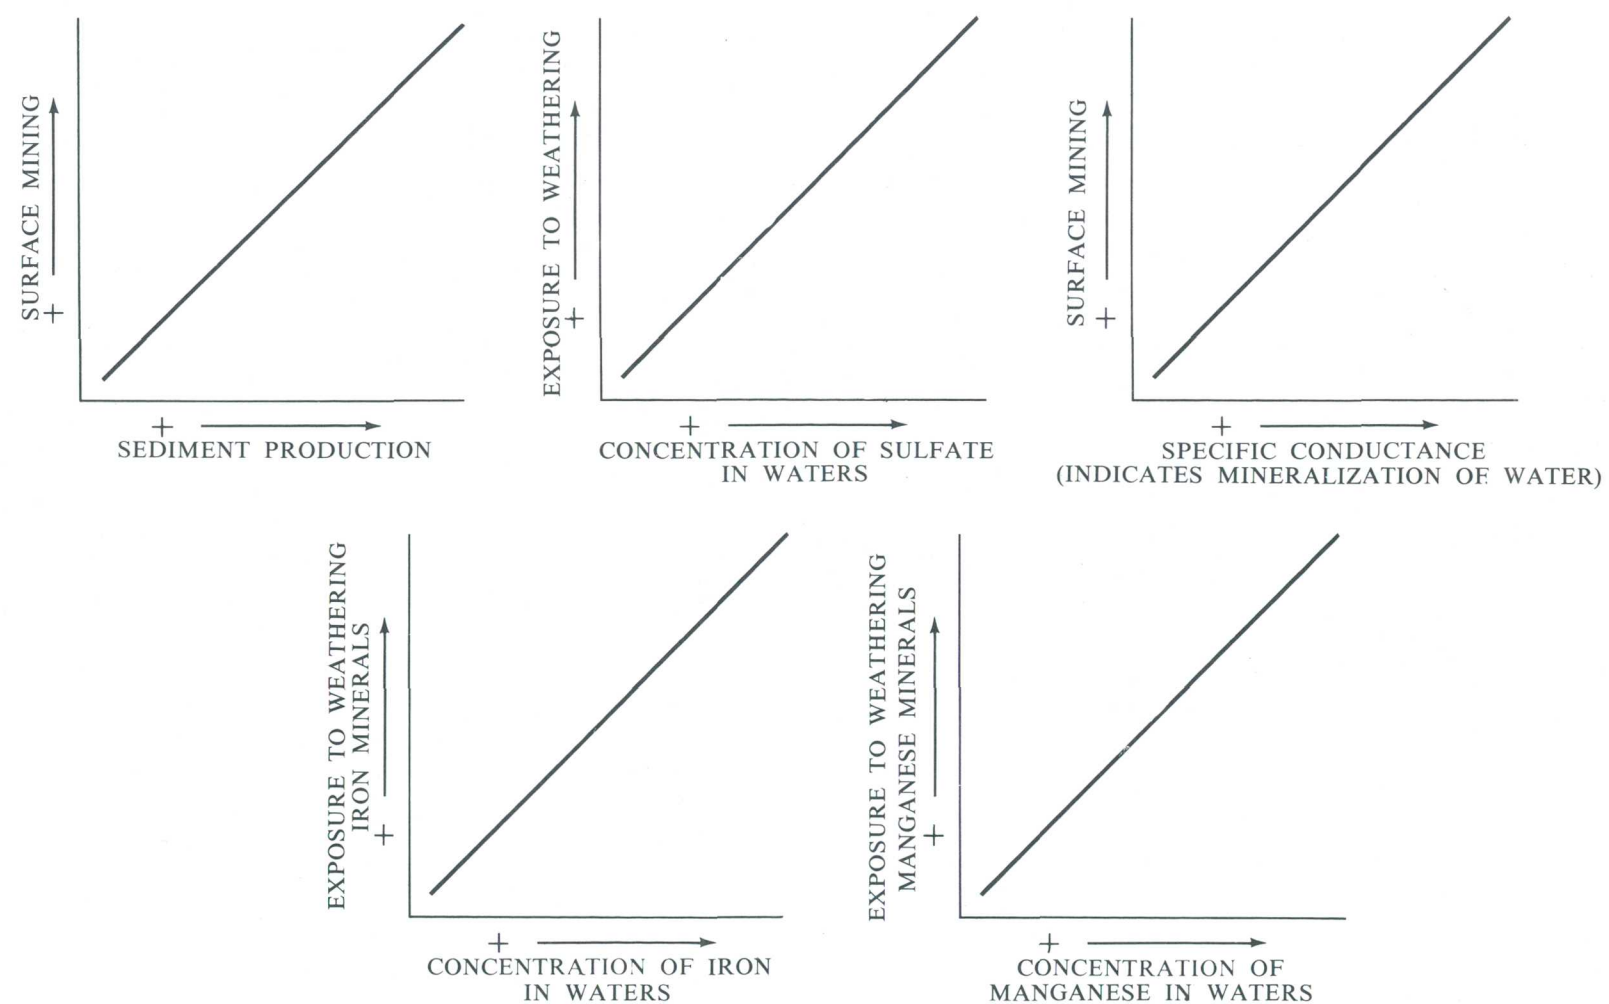 SURFACE MINING
+
+
SEDIMENT PRODUCTION
EXPOSURE TO WEATHERING
+
+
CONCENTRATION OF SULFATE
IN WATERS
SURFACE MINING
+
+
SPECIFIC CONDUCTANCE
(INDICATES MINERALIZATION OF WATER)
EXPOSURE TO WEATHERING
IRON MINERALS
+
+
CONCENTRATION OF IRON
IN WATERS
EXPOSURE TO WEATHERING
MANGANESE MINERALS
+
+
CONCENTRATION OF
MANGANESE IN WATERS